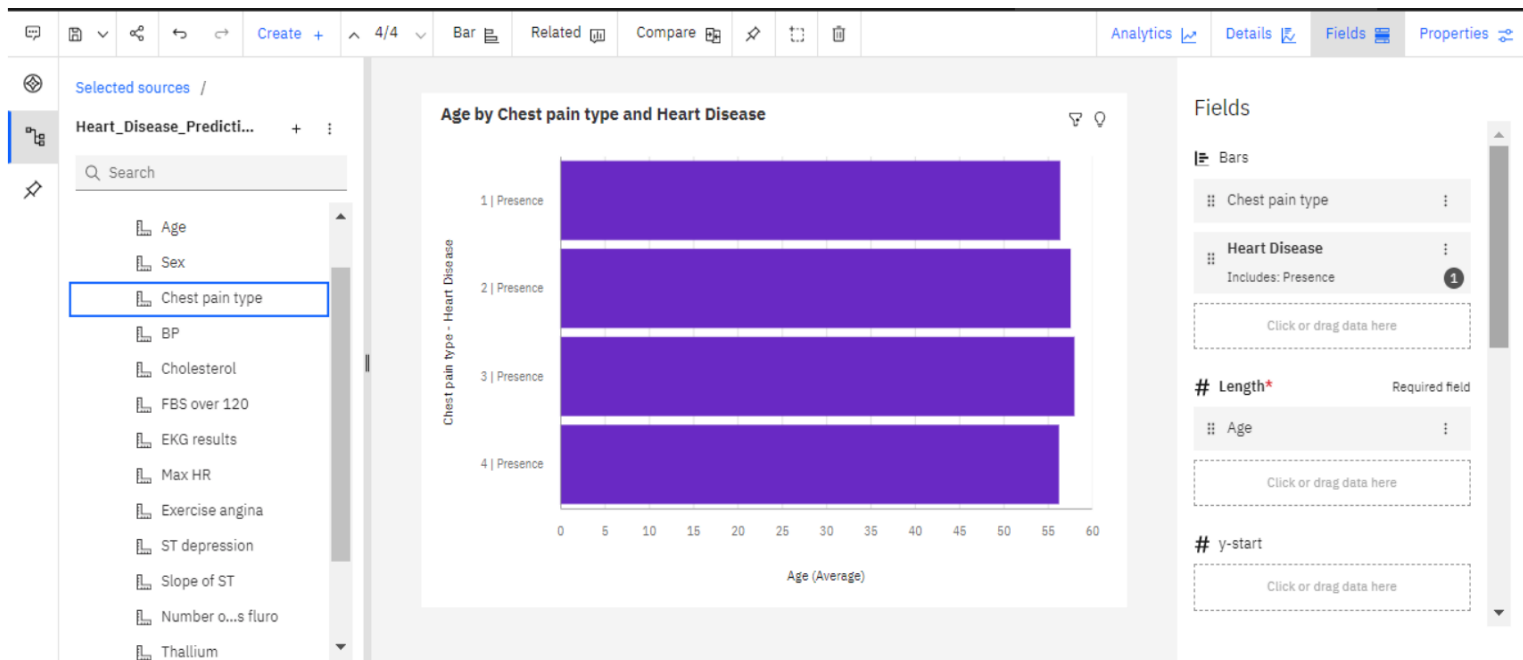 Create +
4/4
Bar
Related
Compare
Analytics
Details
Fields
Properties
Selected sources /
Heart_Disease_Predicti... +
Search
Age
Sex
Chest pain type
BP
Cholesterol
FBS over 120
EKG results
Max HR
Exercise angina
ST depression
Slope of ST
Number o...s fluro
Thallium
Age by Chest pain type and Heart Disease
Chest pain type - Heart Disease
1 | Presence
2 | Presence
3 | Presence
4 | Presence
0 5 10 15 20 25 30 35 40 45 50 55 60
Age (Average)
Fields
Bars
Chest pain type
Heart Disease
Includes: Presence
1
Click or drag data here
# Length* Required field
Age
Click or drag data here
# y-start
Click or drag data here